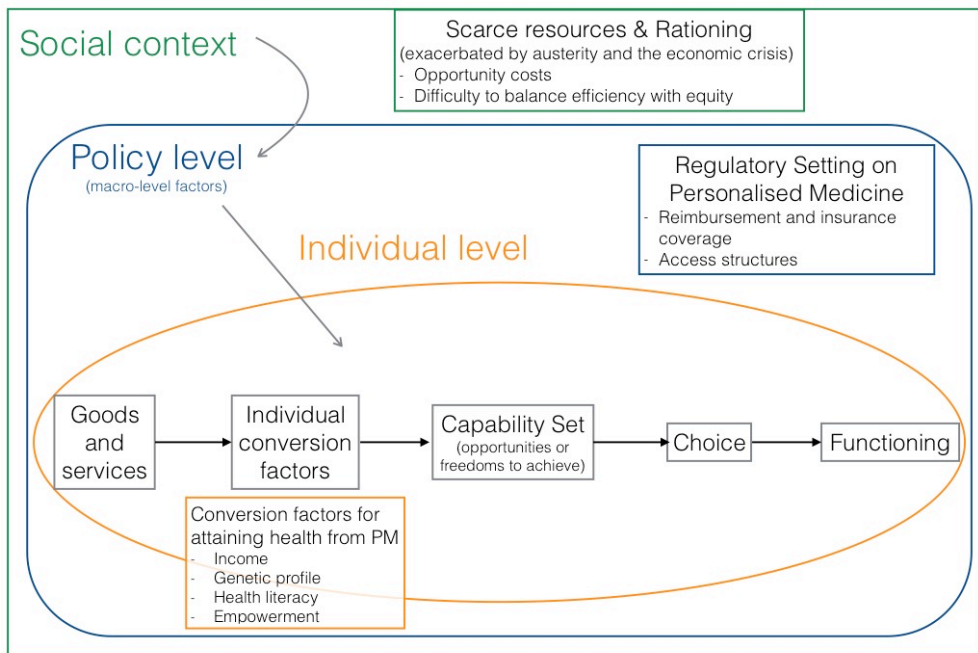 Social context
Scarce resources & Rationing
(exacerbated by austerity and the economic crisis)
- Opportunity costs
- Difficulty to balance efficiency with equity
Policy level
(macro-level factors)
Regulatory Setting on
Personalised Medicine
- Reimbursement and insurance
coverage
- Access structures
Individual level
Goods
and
services
Individual
conversion
factors
Capability Set
(opportunities or
freedoms to achieve)
Choice
Functioning
Conversion factors for
attaining health from PM
- Income
- Genetic profile
- Health literacy
- Empowerment